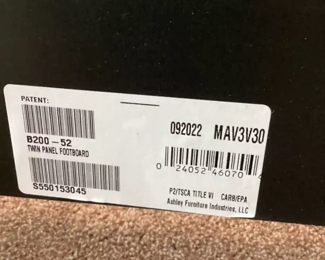 PATENT:
092022 MAV3V30
B200-52
TWIN PANEL FOOTBOARD
0 24052 46070
S550153045
P2/TSCA TITLE VI CARB/EPA
Ashley Furniture Industries, LLC